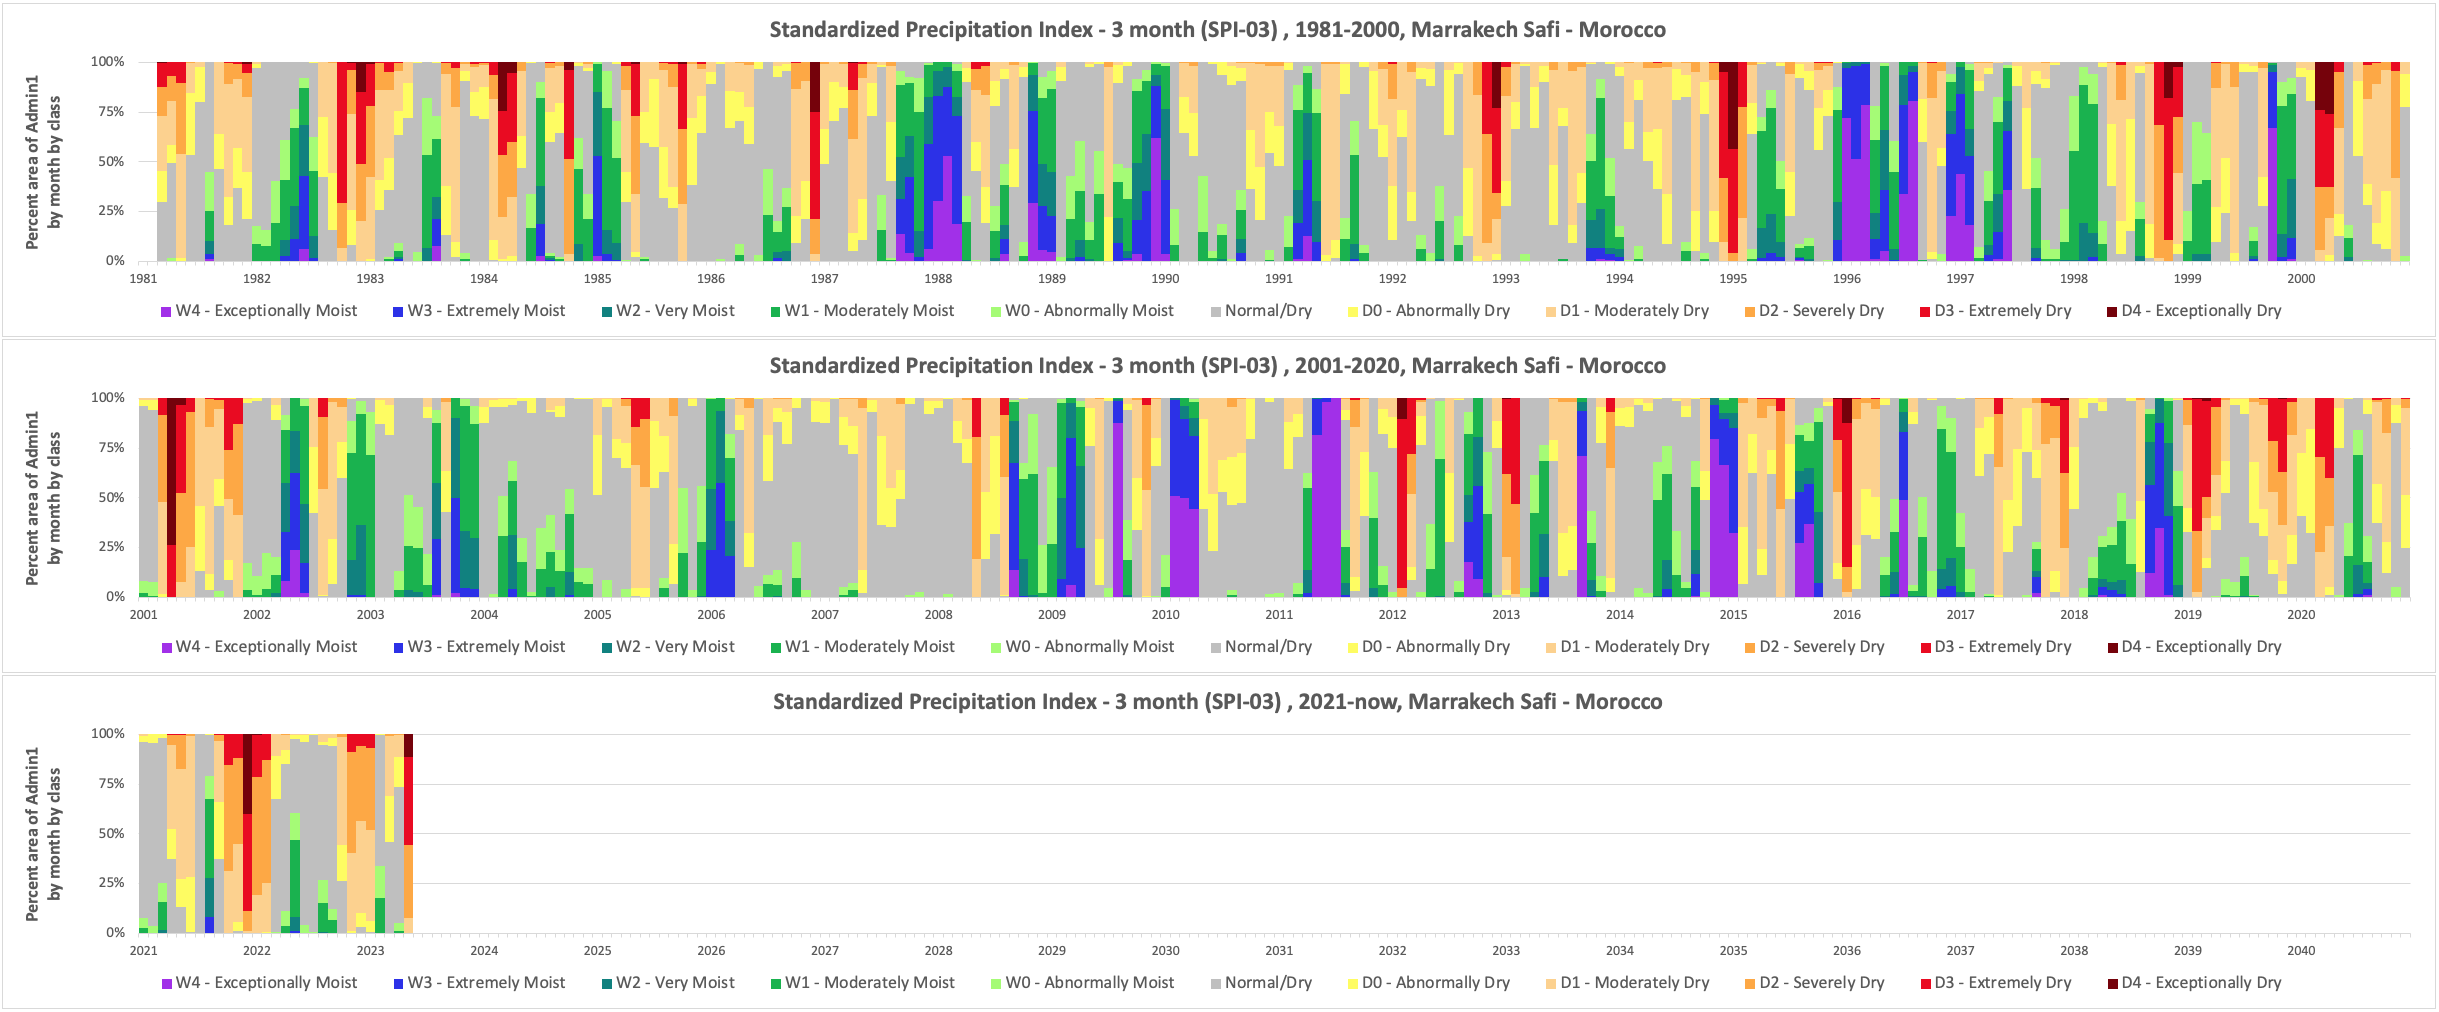 Standardized Precipitation Index - 3 month (SPI-03) , 1981-2000, Marrakech Safi - Morocco
Percent area of Admin1
by month by class
100%
75%
50%
25%
0%
1981 1982 1983 1984 1985 1986 1987 1988 1989 1990 1991 1992 1993 1994 1995 1996 1997 1998 1999 2000
W4 - Exceptionally Moist W3 - Extremely Moist W2 - Very Moist W1 - Moderately Moist W0 - Abnormally Moist Normal/Dry D0 - Abnormally Dry D1 - Moderately Dry D2 - Severely Dry D3 - Extremely Dry D4 - Exceptionally Dry
Standardized Precipitation Index - 3 month (SPI-03) , 2001-2020, Marrakech Safi - Morocco
Percent area of Admin1
by month by class
100%
75%
50%
25%
0%
2001 2002 2003 2004 2005 2006 2007 2008 2009 2010 2011 2012 2013 2014 2015 2016 2017 2018 2019 2020
W4 - Exceptionally Moist W3 - Extremely Moist W2 - Very Moist W1 - Moderately Moist W0 - Abnormally Moist Normal/Dry D0 - Abnormally Dry D1 - Moderately Dry D2 - Severely Dry D3 - Extremely Dry D4 - Exceptionally Dry
Standardized Precipitation Index - 3 month (SPI-03) , 2021-now, Marrakech Safi - Morocco
Percent area of Admin1
by month by class
100%
75%
50%
25%
0%
2021 2022 2023 2024 2025 2026 2027 2028 2029 2030 2031 2032 2033 2034 2035 2036 2037 2038 2039 2040
W4 - Exceptionally Moist W3 - Extremely Moist W2 - Very Moist W1 - Moderately Moist W0 - Abnormally Moist Normal/Dry D0 - Abnormally Dry D1 - Moderately Dry D2 - Severely Dry D3 - Extremely Dry D4 - Exceptionally Dry